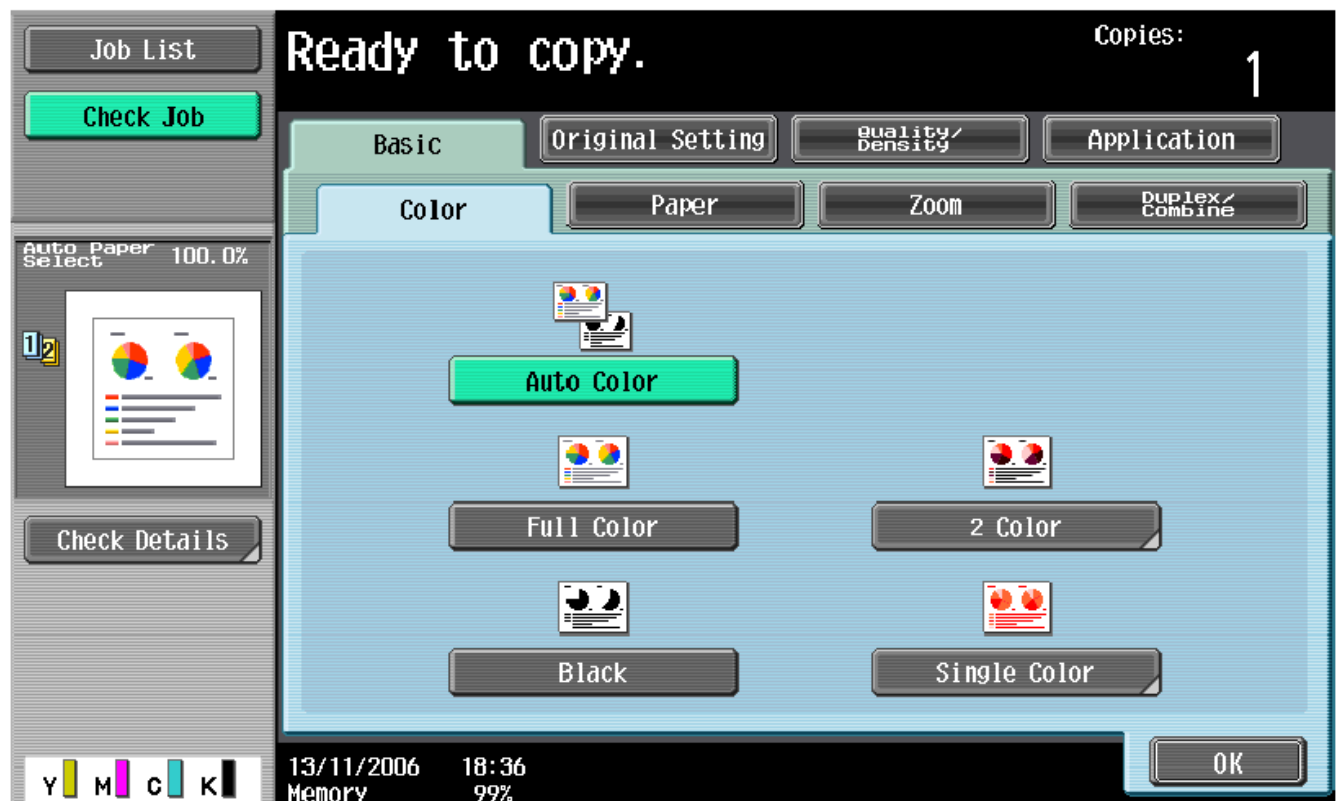 Job List
Check Job
Ready to copy.
Copies:
1
Basic
Original Setting
Quality/
Density
Application
Color
Paper
Zoom
Duplex/
Combine
Auto Paper
Select
100.0%
1 2
Auto Color
Full Color
2 Color
Black
Single Color
Check Details
Y M C K
13/11/2006 18:36
Memory 99%
OK